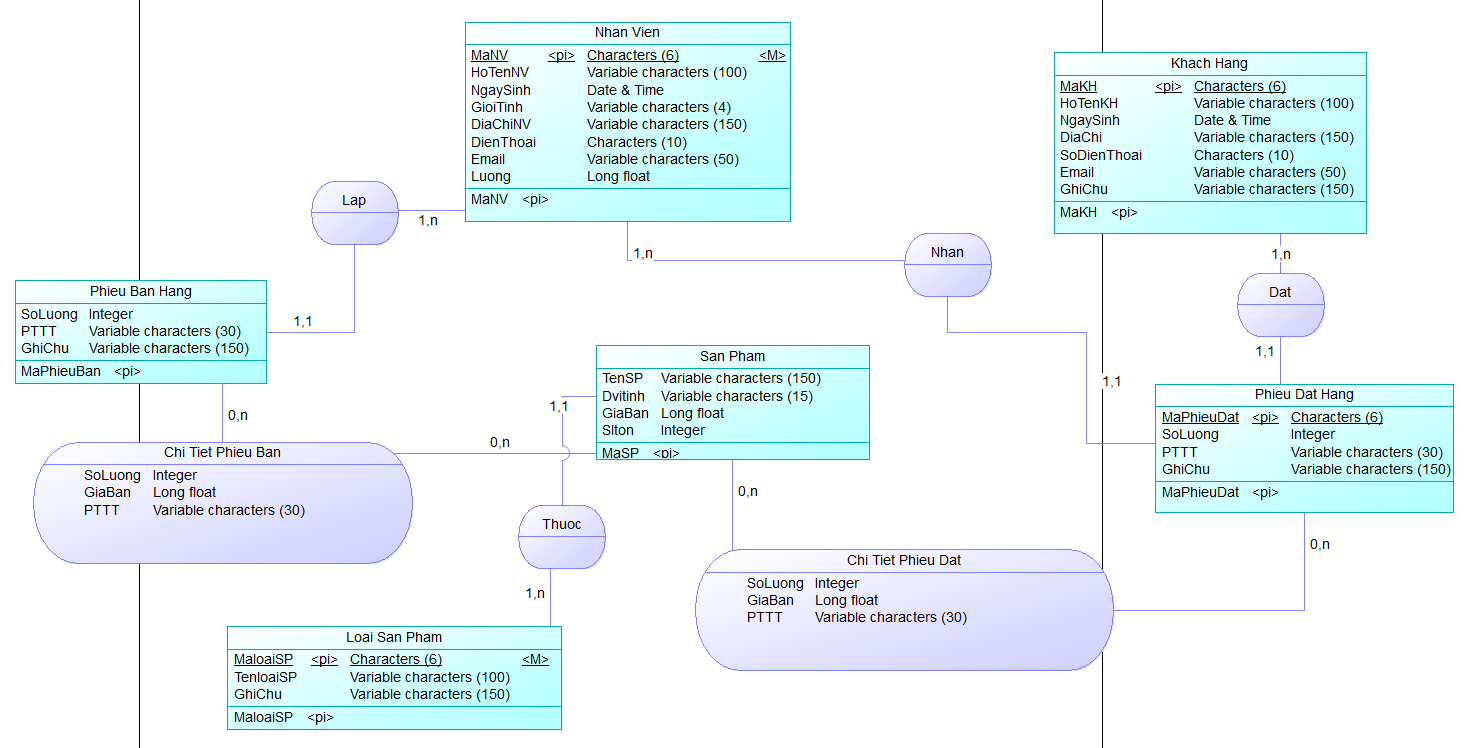 Nhan Vien
MaNV <pi> Characters (6) <M>
HoTenNV Variable characters (100)
NgaySinh Date & Time
GioiTinh Variable characters (4)
DiaChiNV Variable characters (150)
DienThoai Characters (10)
Email Variable characters (50)
Luong Long float
MaNV <pi>
Khach Hang
MaKH <pi> Characters (6)
HoTenKH Variable characters (100)
NgaySinh Date & Time
DiaChi Variable characters (150)
SoDienThoai Characters (10)
Email Variable characters (50)
GhiChu Variable characters (150)
MaKH <pi>
Lap
1,n
1,n
Nhan
1,n
Dat
1,1
Phieu Ban Hang
SoLuong Integer
PTTT Variable characters (30)
GhiChu Variable characters (150)
MaPhieuBan <pi>
1,1
San Pham
TenSP Variable characters (150)
Dvitinh Variable characters (15)
GiaBan Long float
Slton Integer
MaSP <pi>
1,1
1,1
Phieu Dat Hang
MaPhieuDat <pi> Characters (6)
SoLuong Integer
PTTT Variable characters (30)
GhiChu Variable characters (150)
MaPhieuDat <pi>
0,n
0,n
Chi Tiet Phieu Ban
SoLuong Integer
GiaBan Long float
PTTT Variable characters (30)
0,n
Thuoc
0,n
Chi Tiet Phieu Dat
SoLuong Integer
GiaBan Long float
PTTT Variable characters (30)
1,n
Loai San Pham
MaloaiSP <pi> Characters (6) <M>
TenloaiSP Variable characters (100)
GhiChu Variable characters (150)
MaloaiSP <pi>